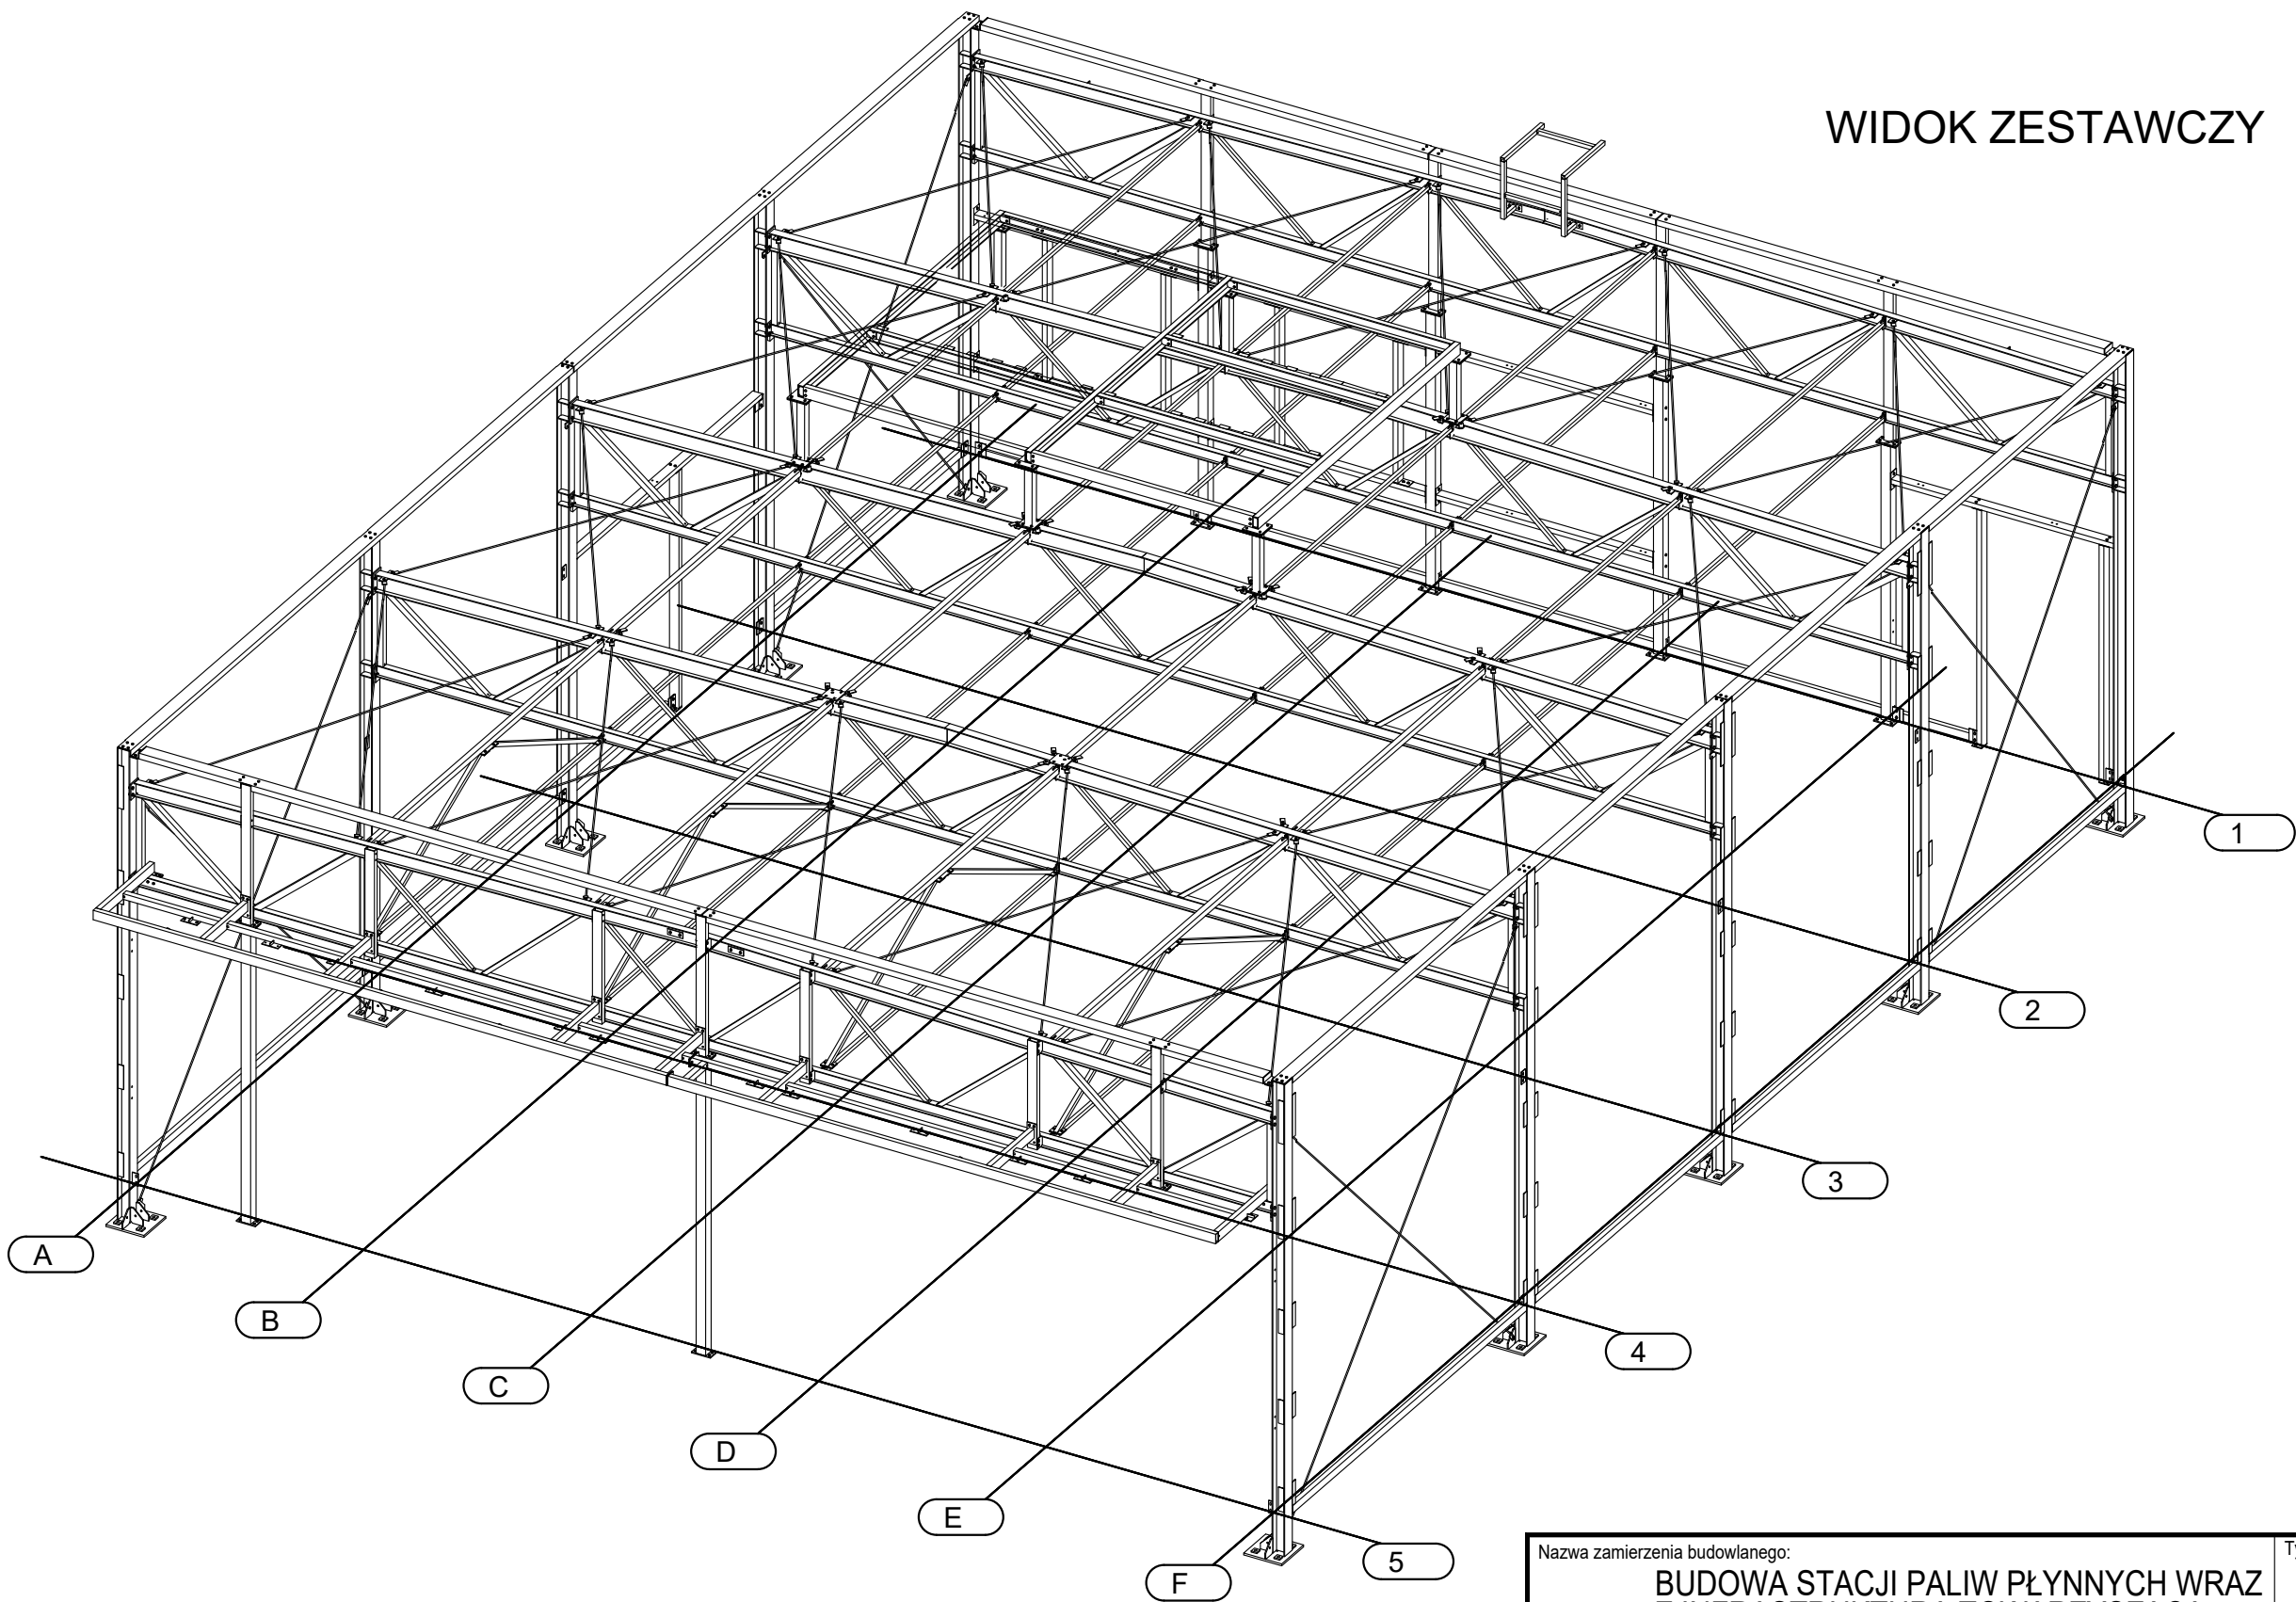 WIDOK ZESTAWCZY
1
2
3
4
5
A
B
C
D
E
F
Nazwa zamierzenia budowlanego:
BUDOWA STACJI PALIW PŁYNNYCH WRAZ